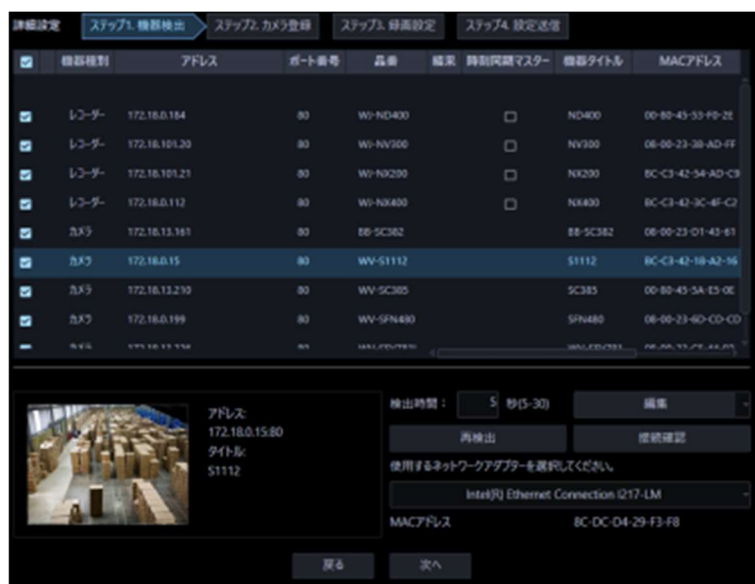 詳細設定 ステップ1. 機器検出 ステップ2. カメラ登録 ステップ3. 録画設定 ステップ4. 設定送信
機器種別 アドレス ポート番号 品番 結果 時刻同期マスター 機器タイトル MACアドレス
レコーダー 172.18.0.184 80 WJ-ND400 ND400 00-80-45-53-F0-2E
レコーダー 172.18.101.20 80 WJ-NV300 NV300 08-00-23-38-AD-FF
レコーダー 172.18.101.21 80 WJ-NX200 NX200 BC-C3-42-54-AD-C9
レコーダー 172.18.0.112 80 WJ-NX400 NX400 BC-C3-42-3C-4F-C2
カメラ 172.18.13.161 80 BB-SC382 BB-SC382 08-00-23-D1-43-61
カメラ 172.18.0.15 80 WV-S1112 S1112 BC-C3-42-18-A2-16
カメラ 172.18.13.210 80 WV-SC385 SC385 00-80-45-5A-E5-0E
カメラ 172.18.0.199 80 WV-SFN480 SFN480 08-00-23-6D-CD-CD
カメラ 80
アドレス:
172.18.0.15:80
タイトル:
S1112
検出時間： 5 秒(5-30) 編集
再検出 接続確認
使用するネットワークアダプターを選択してください。
Intel(R) Ethernet Connection I217-LM
MACアドレス 8C-DC-D4-29-F3-F8
戻る 次へ